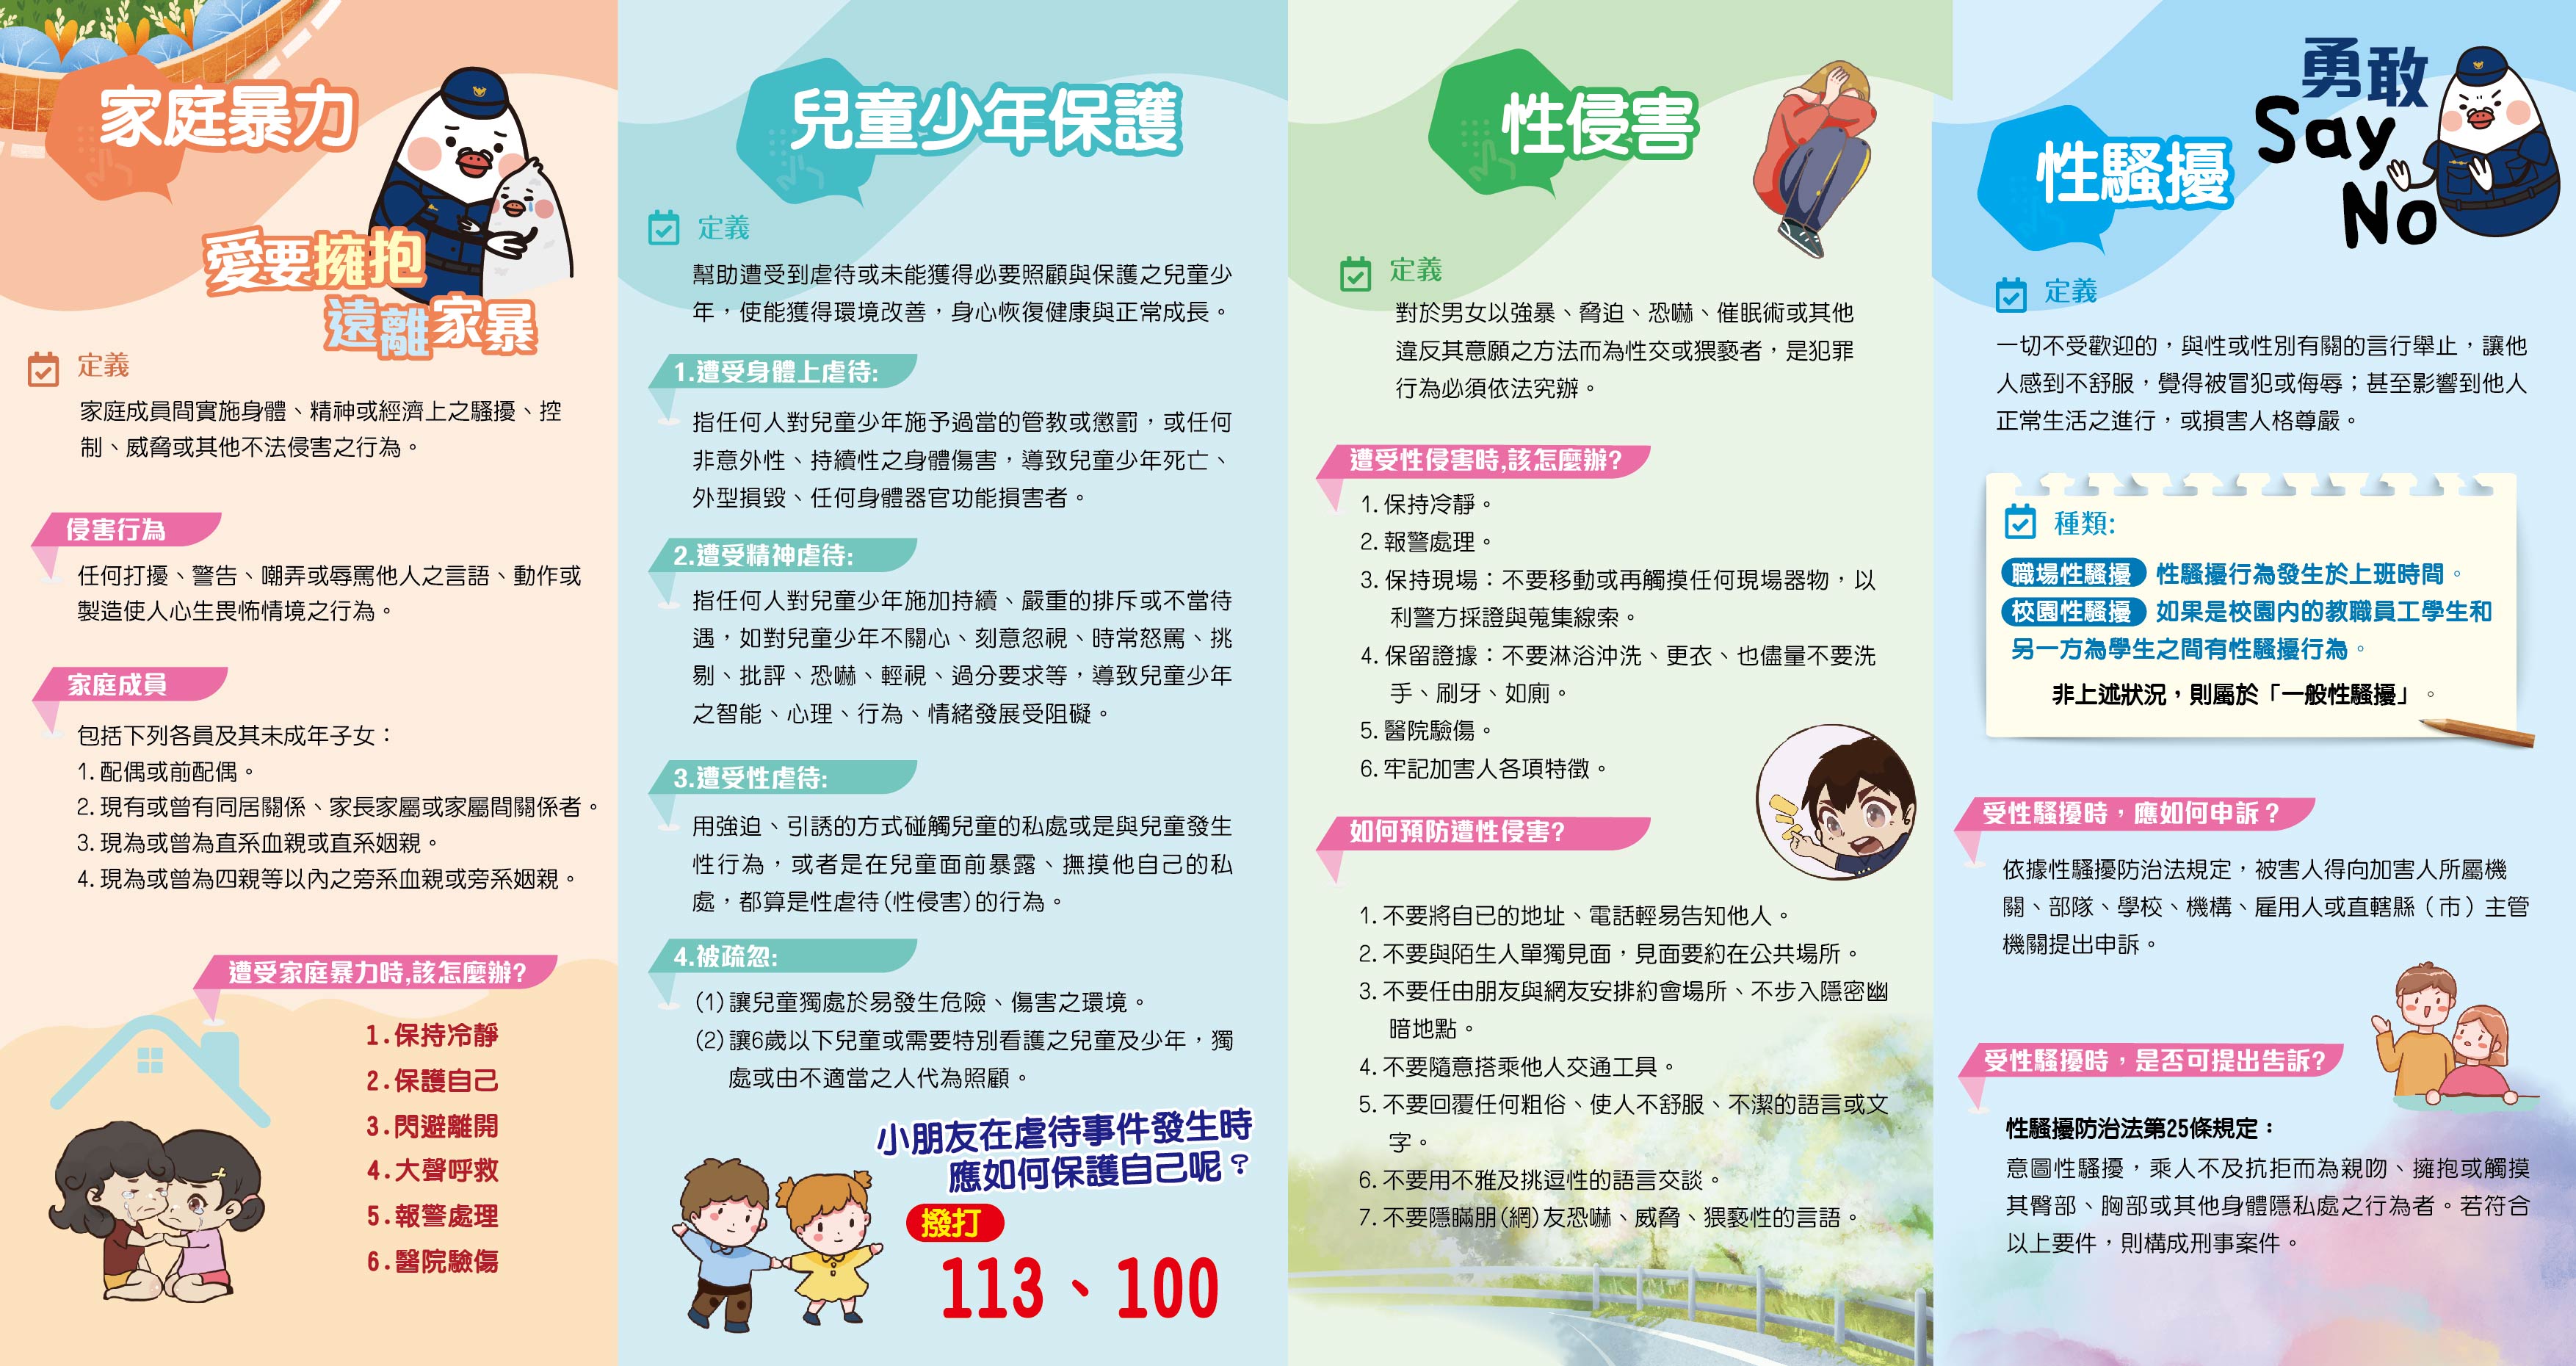 家庭暴力
愛要擁抱
遠離家暴
定義
家庭成員間實施身體、精神或經濟上之騷擾、控
制、威脅或其他不法侵害之行為。
侵害行為
任何打擾、警告、嘲弄或辱罵他人之言語、動作或
製造使人心生畏怖情境之行為。
家庭成員
包括下列各員及其未成年子女：
1. 配偶或前配偶。
2. 現有或曾有同居關係、家長家屬或家屬間關係者。
3. 現為或曾為直系血親或直系姻親。
4. 現為或曾為四親等以內之旁系血親或旁系姻親。
遭受家庭暴力時,該怎麼辦?
1.保持冷靜
2.保護自己
3.閃避離開
4.大聲呼救
5.報警處理
6.醫院驗傷
兒童少年保護
定義
幫助遭受到虐待或未能獲得必要照顧與保護之兒童少
年，使能獲得環境改善，身心恢復健康與正常成長。
1.遭受身體上虐待:
指任何人對兒童少年施予過當的管教或懲罰，或任何
非意外性、持續性之身體傷害，導致兒童少年死亡、
外型損毀、任何身體器官功能損害者。
2.遭受精神虐待:
指任何人對兒童少年施加持續、嚴重的排斥或不當待
遇，如對兒童少年不關心、刻意忽視、時常怒罵、挑
剔、批評、恐嚇、輕視、過分要求等，導致兒童少年
之智能、心理、行為、情緒發展受阻礙。
3.遭受性虐待:
用強迫、引誘的方式碰觸兒童的私處或是與兒童發生
性行為，或者是在兒童面前暴露、撫摸他自己的私
處，都算是性虐待(性侵害)的行為。
4.被疏忽:
(1)讓兒童獨處於易發生危險、傷害之環境。
(2)讓6歲以下兒童或需要特別看護之兒童及少年，獨
處或由不適當之人代為照顧。
小朋友在虐待事件發生時
應如何保護自己呢？
撥打
113、100
性侵害
定義
對於男女以強暴、脅迫、恐嚇、催眠術或其他
違反其意願之方法而為性交或猥褻者，是犯罪
行為必須依法究辦。
遭受性侵害時,該怎麼辦?
1. 保持冷靜。
2. 報警處理。
3. 保持現場：不要移動或再觸摸任何現場器物，以
利警方採證與蒐集線索。
4. 保留證據：不要淋浴沖洗、更衣、也儘量不要洗
手、刷牙、如廁。
5. 醫院驗傷。
6. 牢記加害人各項特徵。
如何預防遭性侵害?
1. 不要將自已的地址、電話輕易告知他人。
2. 不要與陌生人單獨見面，見面要約在公共場所。
3. 不要任由朋友與網友安排約會場所、不步入隱密幽
暗地點。
4. 不要隨意搭乘他人交通工具。
5. 不要回覆任何粗俗、使人不舒服、不潔的語言或文
字。
6. 不要用不雅及挑逗性的語言交談。
7. 不要隱瞞朋(網)友恐嚇、威脅、猥褻性的言語。
勇敢
Say
No
性騷擾
定義
一切不受歡迎的，與性或性別有關的言行舉止，讓他
人感到不舒服，覺得被冒犯或侮辱；甚至影響到他人
正常生活之進行，或損害人格尊嚴。
種類:
職場性騷擾 性騷擾行為發生於上班時間。
校園性騷擾 如果是校園內的教職員工學生和
另一方為學生之間有性騷擾行為。
非上述狀況，則屬於「一般性騷擾」。
受性騷擾時，應如何申訴？
依據性騷擾防治法規定，被害人得向加害人所屬機
關、部隊、學校、機構、雇用人或直轄縣（市）主管
機關提出申訴。
受性騷擾時，是否可提出告訴?
性騷擾防治法第25條規定：
意圖性騷擾，乘人不及抗拒而為親吻、擁抱或觸摸
其臀部、胸部或其他身體隱私處之行為者。若符合
以上要件，則構成刑事案件。